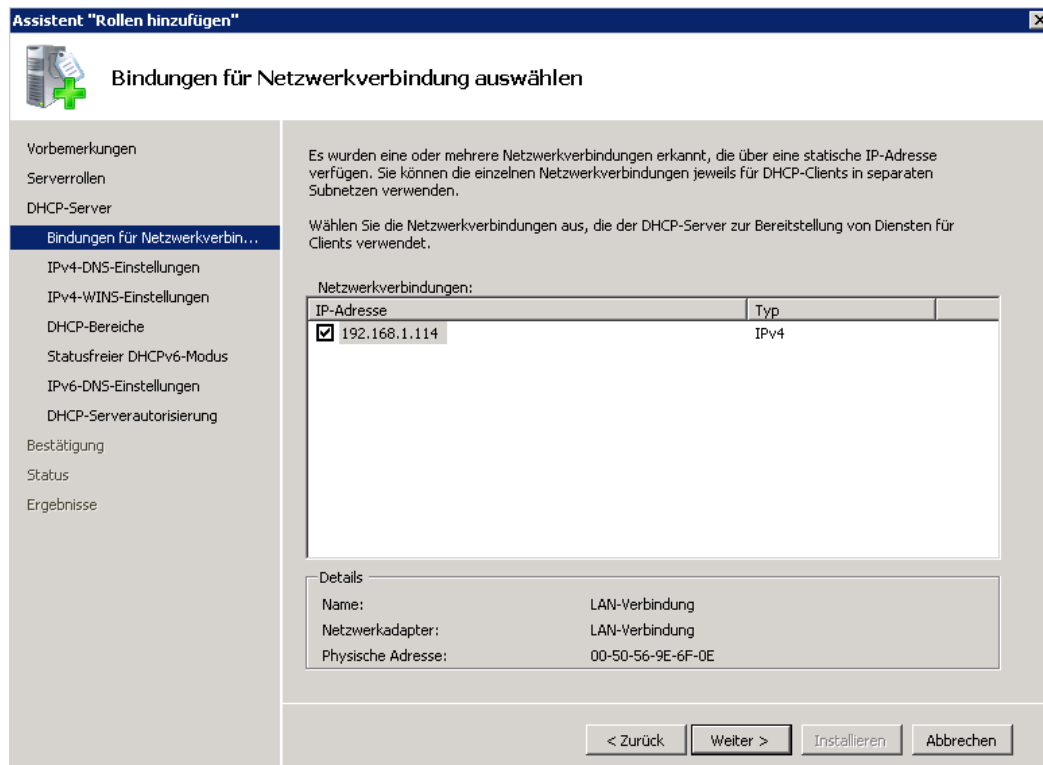 Assistent "Rollen hinzufügen"
Bindungen für Netzwerkverbindung auswählen
Vorbemerkungen
Serverrollen
DHCP-Server
Bindungen für Netzwerkverbin...
IPv4-DNS-Einstellungen
IPv4-WINS-Einstellungen
DHCP-Bereiche
Statusfreier DHCPv6-Modus
IPv6-DNS-Einstellungen
DHCP-Serverautorisierung
Bestätigung
Status
Ergebnisse
Es wurden eine oder mehrere Netzwerkverbindungen erkannt, die über eine statische IP-Adresse
verfügen. Sie können die einzelnen Netzwerkverbindungen jeweils für DHCP-Clients in separaten
Subnetzen verwenden.
Wählen Sie die Netzwerkverbindungen aus, die der DHCP-Server zur Bereitstellung von Diensten für
Clients verwendet.
Netzwerkverbindungen:
IP-Adresse Typ
192.168.1.114 IPv4
Details
Name: LAN-Verbindung
Netzwerkadapter: LAN-Verbindung
Physische Adresse: 00-50-56-9E-6F-0E
< Zurück Weiter > Installieren Abbrechen